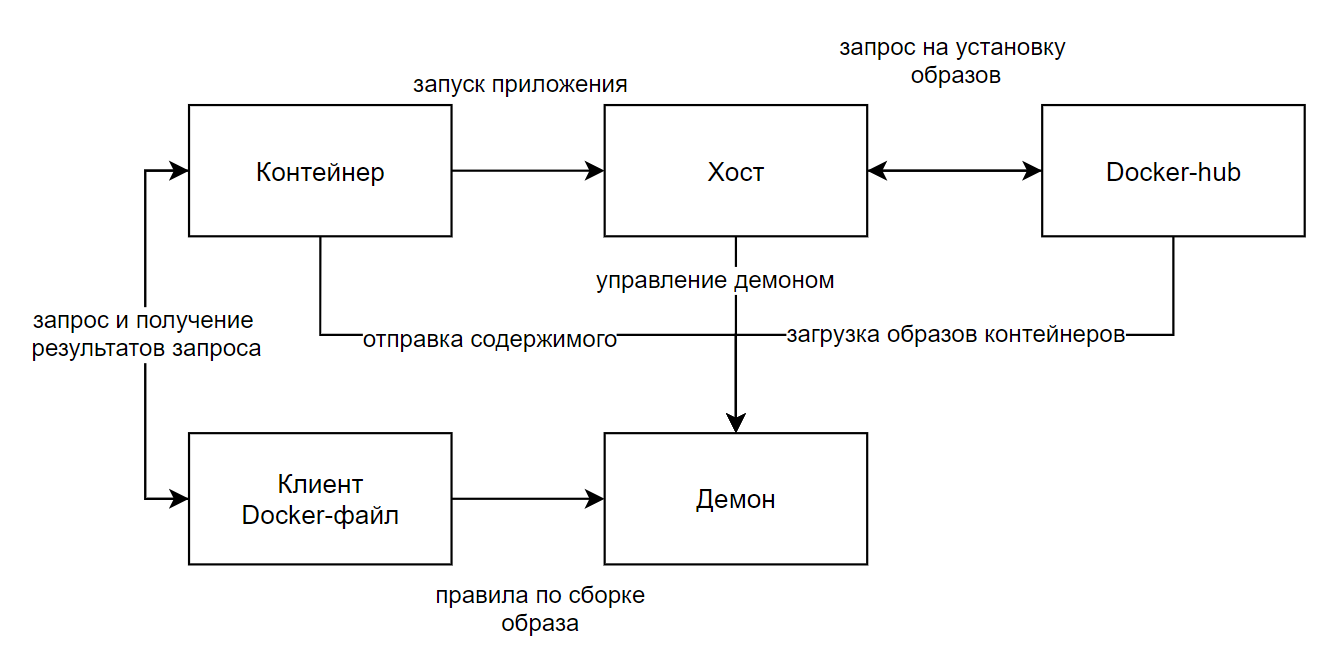 запрос на установку
образов
запуск приложения
Контейнер
Хост
Docker-hub
управление демоном
запрос и получение
результатов запроса
отправка содержимого
загрузка образов контейнеров
Клиент
Docker-файл
Демон
правила по сборке
образа